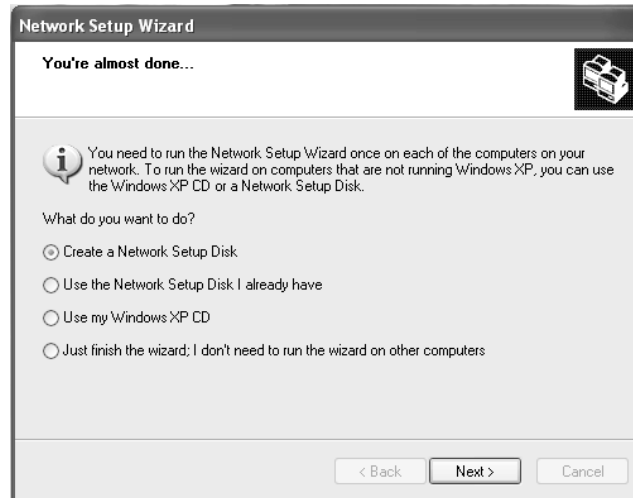 Network Setup Wizard
You're almost done...
You need to run the Network Setup Wizard once on each of the computers on your
network. To run the wizard on computers that are not running Windows XP, you can use
the Windows XP CD or a Network Setup Disk.
What do you want to do?
Create a Network Setup Disk
Use the Network Setup Disk I already have
Use my Windows XP CD
Just finish the wizard; I don't need to run the wizard on other computers
< Back Next > Cancel